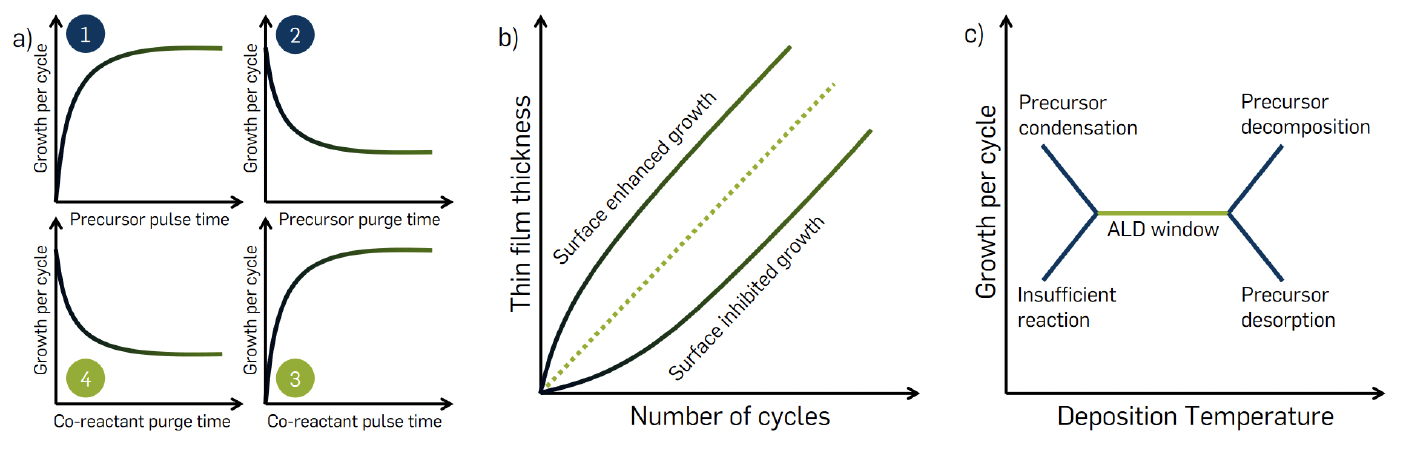 a)
1
Growth per cycle
Precursor pulse time
2
Growth per cycle
Precursor purge time
4
Growth per cycle
Co-reactant purge time
3
Growth per cycle
Co-reactant pulse time
b)
Thin film thickness
Surface enhanced growth
Surface inhibited growth
Number of cycles
c)
Growth per cycle
Precursor
condensation
Precursor
decomposition
ALD window
Insufficient
reaction
Precursor
desorption
Deposition Temperature